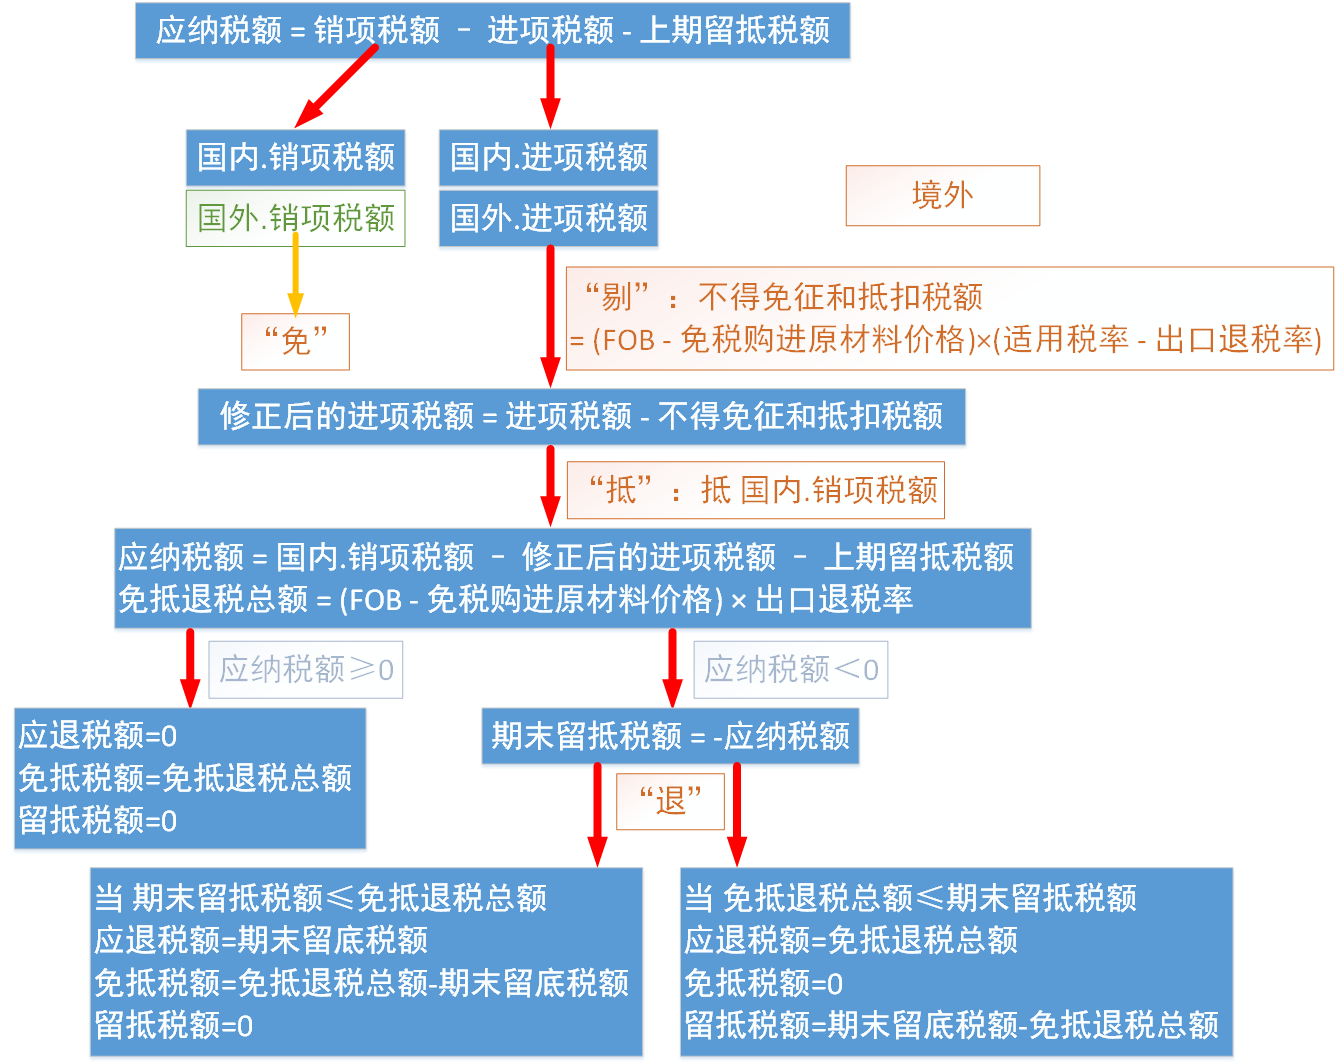 应纳税额 = 销项税额 － 进项税额 - 上期留抵税额
国内.销项税额
国内.进项税额
境外
国外.销项税额
国外.进项税额
“剔”：不得免征和抵扣税额
= (FOB - 免税购进原材料价格)×(适用税率 - 出口退税率)
“免”
修正后的进项税额 = 进项税额 - 不得免征和抵扣税额
“抵”：抵 国内.销项税额
应纳税额 = 国内.销项税额 － 修正后的进项税额 － 上期留抵税额
免抵退税总额 = (FOB - 免税购进原材料价格) × 出口退税率
应纳税额≥0
应纳税额＜0
应退税额=0
免抵税额=免抵退税总额
留抵税额=0
期末留抵税额 = -应纳税额
“退”
当 期末留抵税额≤免抵退税总额
应退税额=期末留底税额
免抵税额=免抵退税总额-期末留底税额
留抵税额=0
当 免抵退税总额≤期末留抵税额
应退税额=免抵退税总额
免抵税额=0
留抵税额=期末留底税额-免抵退税总额